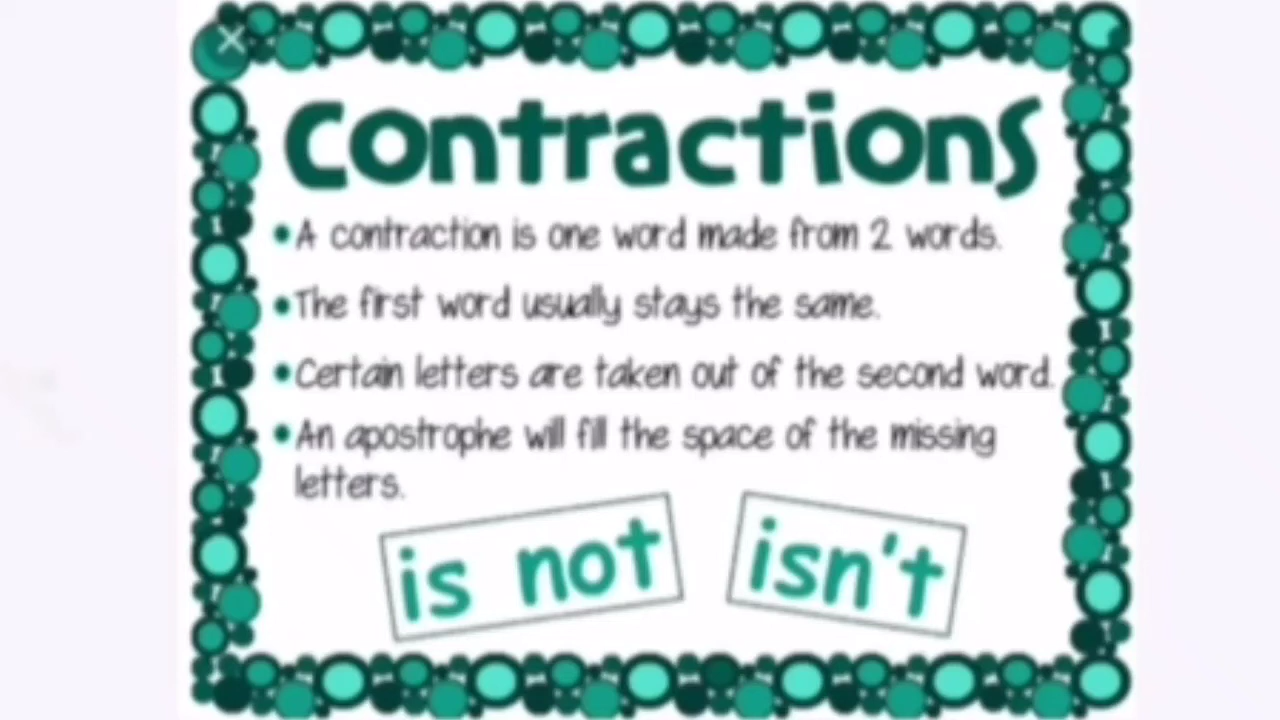 Contractions
•A contraction is one word made from 2 words.
•The first word usually stays the same.
•Certain letters are taken out of the second word.
•An apostrophe will fill the space of the missing
letters.
is not isn't